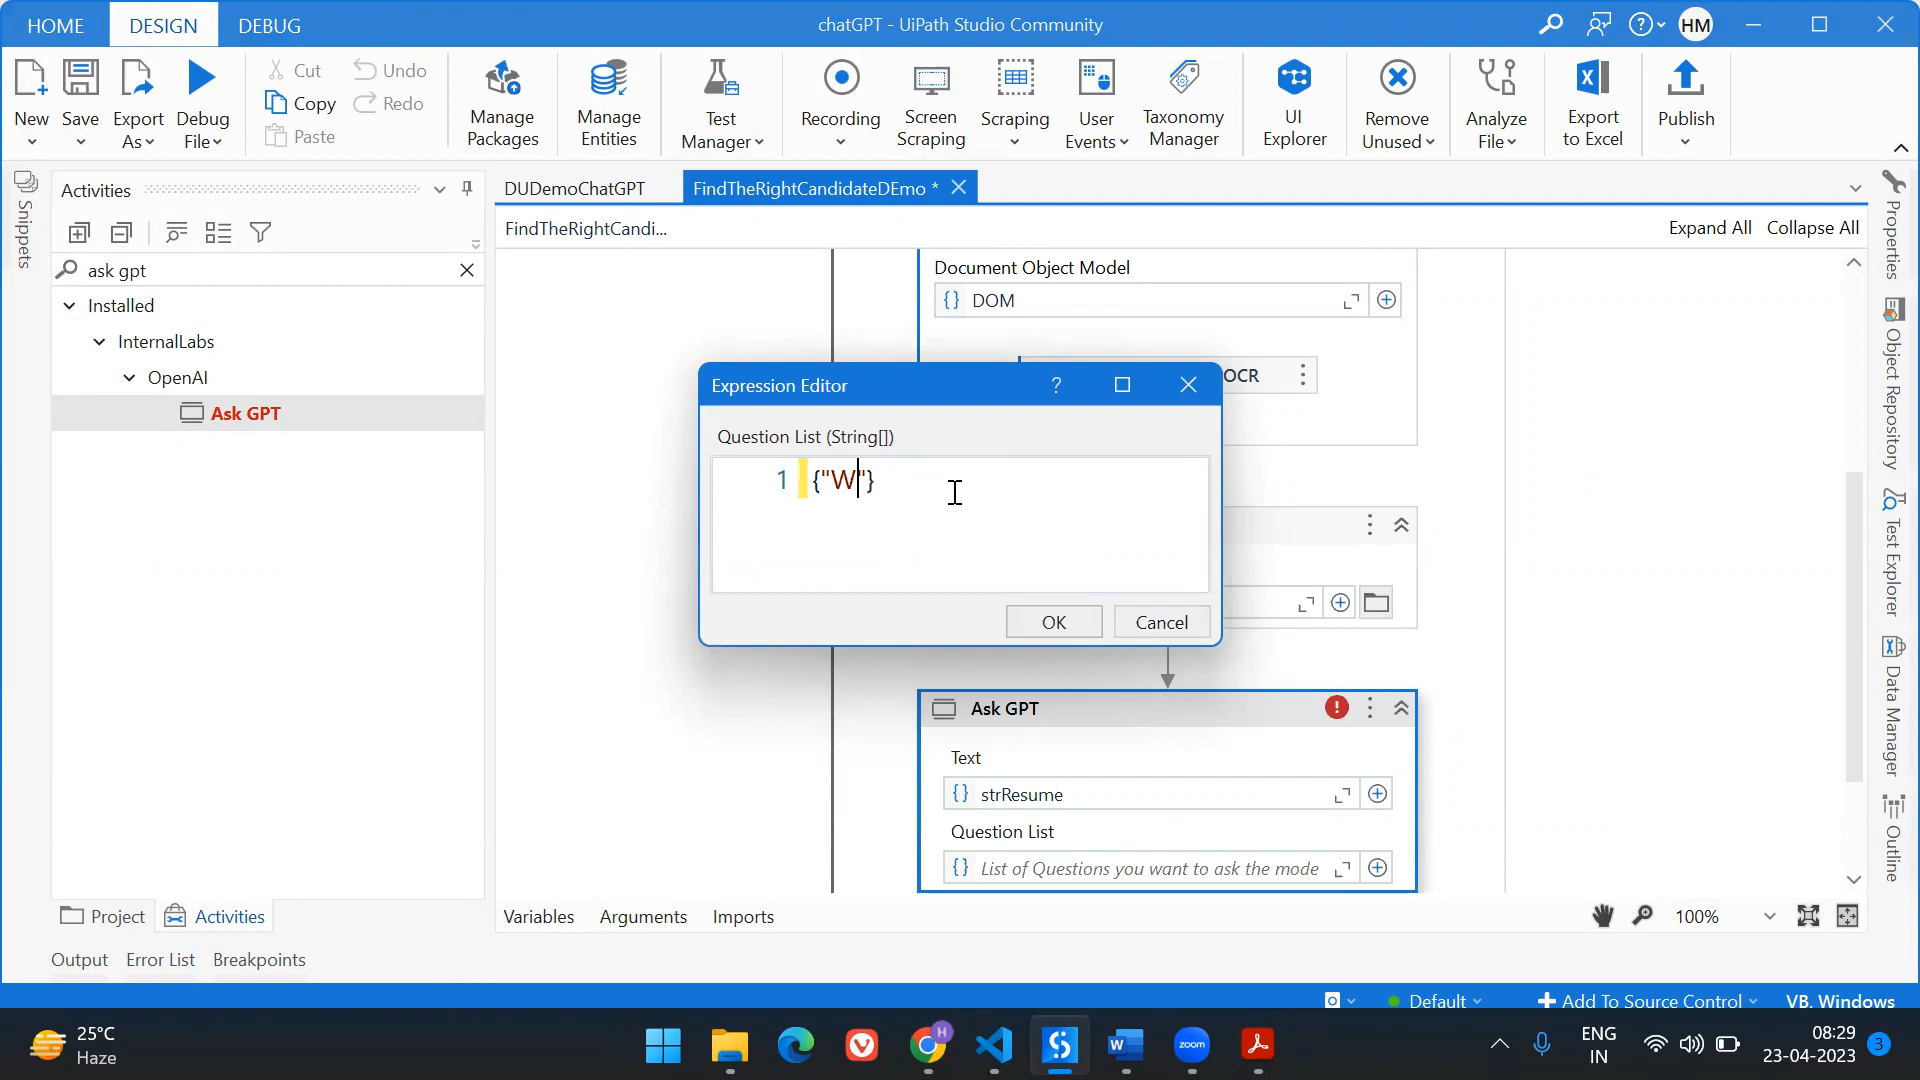 HOME DESIGN DEBUG
chatGPT - UiPath Studio Community
HM
New
Save
Export As
Debug File
Cut
Copy
Paste
Undo
Redo
Manage Packages
Manage Entities
Test Manager
Recording
Screen Scraping
Scraping
User Events
Taxonomy Manager
UI Explorer
Remove Unused
Analyze File
Export to Excel
Publish
Snippets
Activities
ask gpt
Installed
InternalLabs
OpenAI
Ask GPT
DUDemoChatGPT
FindTheRightCandidateDEmo *
FindTheRightCandi...
Expand All Collapse All
Document Object Model
{} DOM
OCR
Expression Editor
?
Question List (String[])
1 {"W"}
OK
Cancel
Ask GPT
Text
{} strResume
Question List
{} List of Questions you want to ask the mode
Properties
Object Repository
Test Explorer
Data Manager
Outline
Project
Activities
Variables Arguments Imports
100%
Output Error List Breakpoints
Default
Add To Source Control
VB, Windows
25°C
Haze
H
W
zoom
ENG
IN
08:29
23-04-2023
3